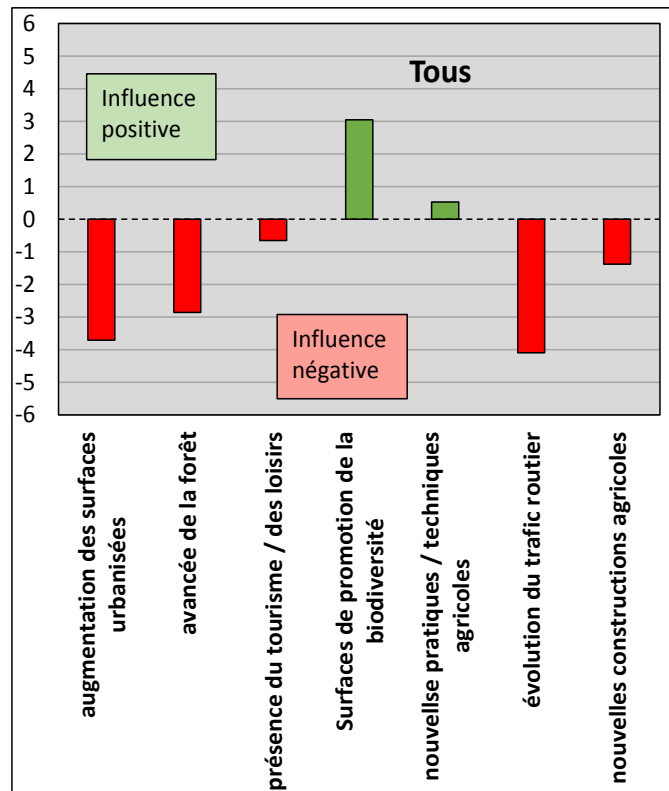 6
5
4
3
2
1
0
-1
-2
-3
-4
-5
-6
Tous
Influence
positive
Influence
négative
augmentation des surfaces
urbanisées
avancée de la forêt
présence du tourisme / des loisirs
Surfaces de promotion de la
biodiversité
nouvellse pratiques / techniques
agricoles
évolution du trafic routier
nouvelles constructions agricoles